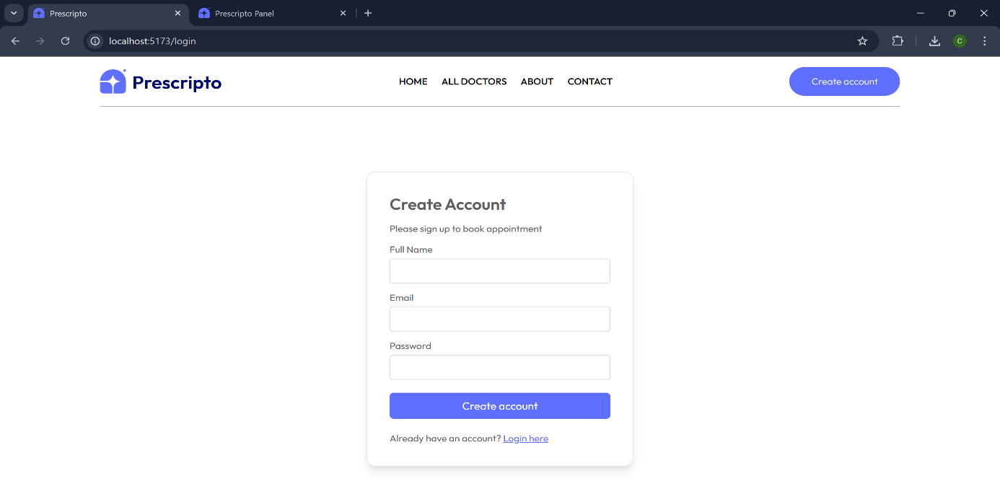 Prescripto
Prescripto Panel
localhost:5173/login
C
Prescripto
HOME
ALL DOCTORS
ABOUT
CONTACT
Create account
Create Account
Please sign up to book appointment
Full Name
Email
Password
Create account
Already have an account? Login here